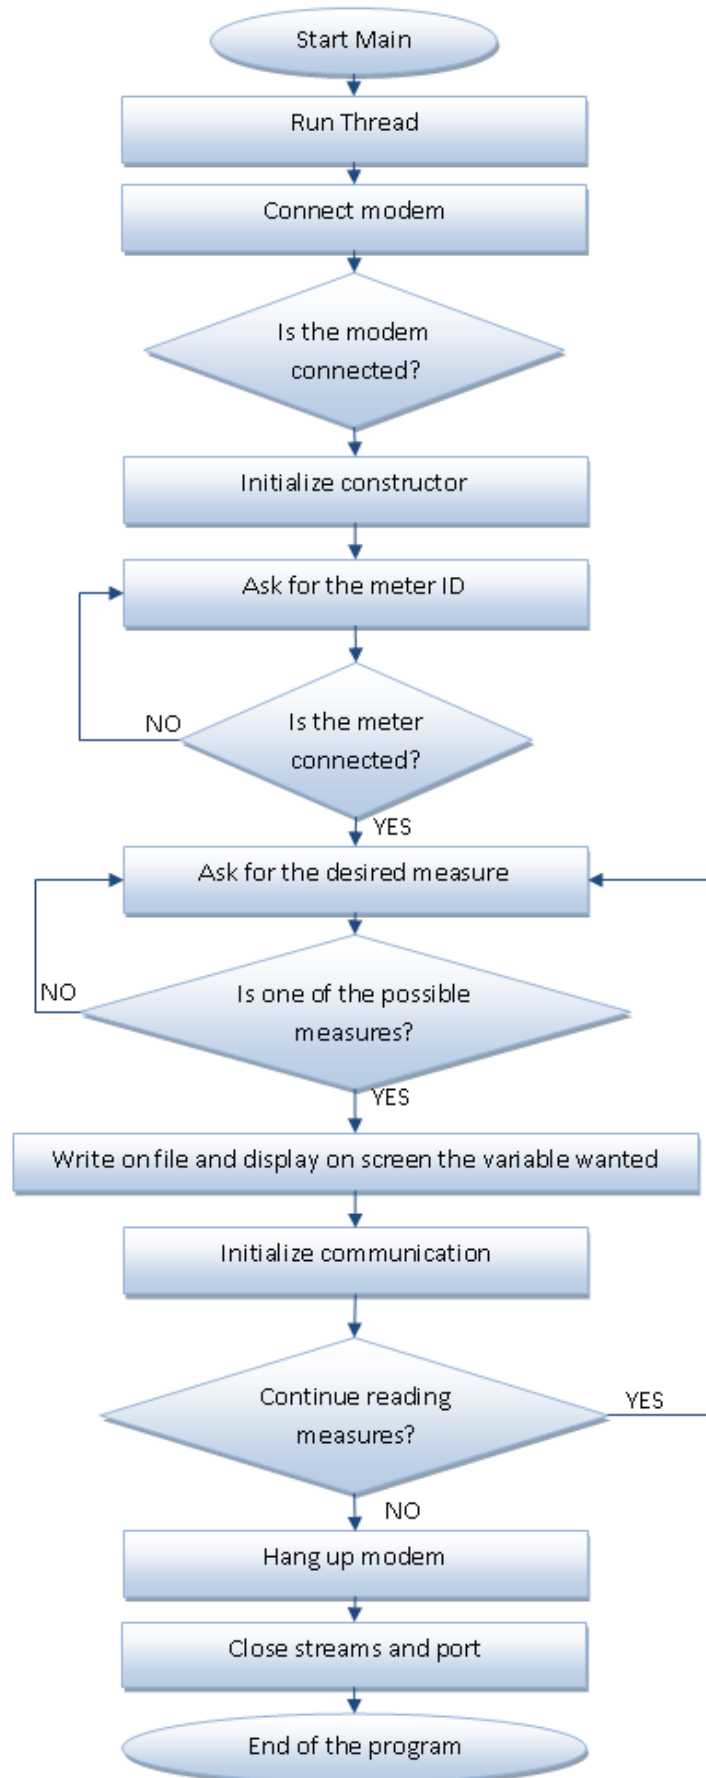 Start Main
Run Thread
Connect modem
Is the modem
connected?
Initialize constructor
Ask for the meter ID
Is the meter
connected?
NO
YES
Ask for the desired measure
Is one of the possible
measures?
NO
YES
Write on file and display on screen the variable wanted
Initialize communication
Continue reading
measures?
YES
NO
Hang up modem
Close streams and port
End of the program